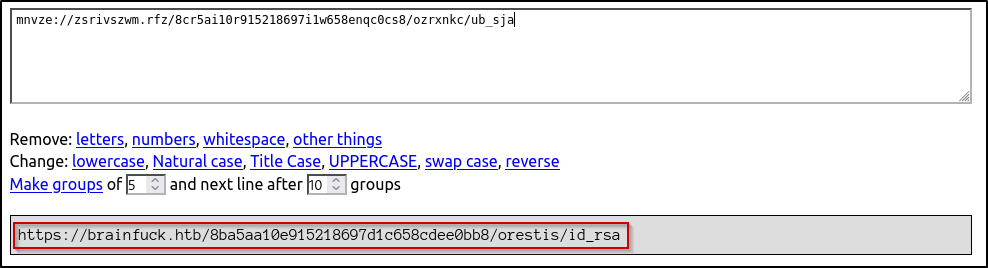 mnvze://zsrivszwm.rfz/8cr5ai10r915218697i1w658enqc0cs8/ozrxnkc/ub_sja
Remove: letters, numbers, whitespace, other things
Change: lowercase, Natural case, Title Case, UPPERCASE, swap case, reverse
Make groups of 5 and next line after 10 groups
https://brainfuck.htb/8ba5aa10e915218697d1c658cdee0bb8/orestis/id_rsa